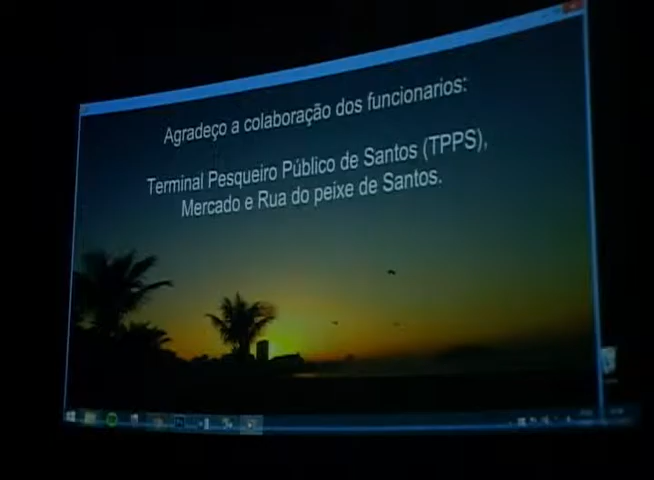 Agradeço a colaboração dos funcionarios:
Terminal Pesqueiro Público de Santos (TPPS),
Mercado e Rua do peixe de Santos.